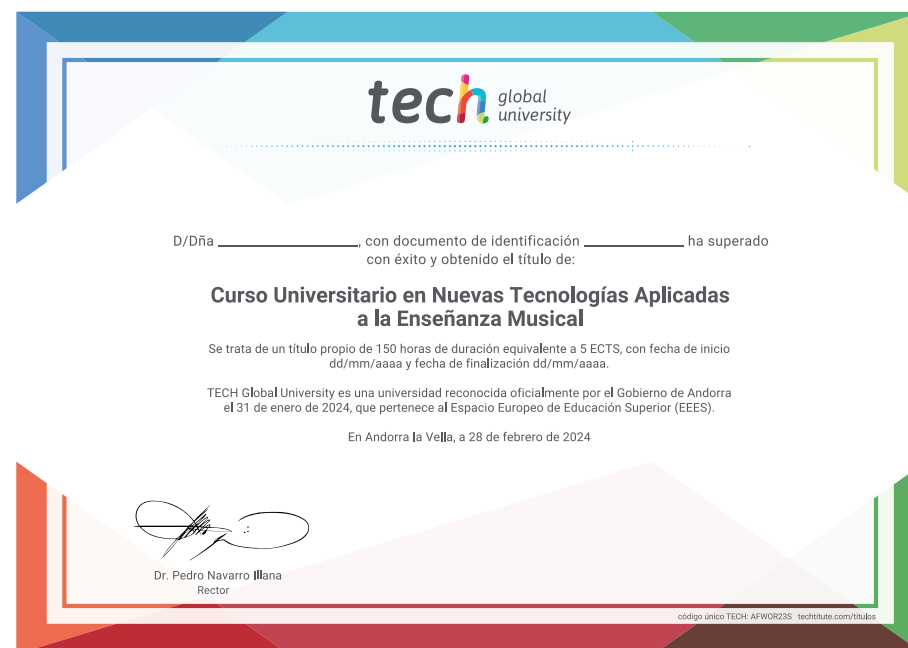 tech global university
D/Dña ____________________, con documento de identificación ______________ ha superado
con éxito y obtenido el título de:
Curso Universitario en Nuevas Tecnologías Aplicadas
a la Enseñanza Musical
Se trata de un título propio de 150 horas de duración equivalente a 5 ECTS, con fecha de inicio
dd/mm/aaaa y fecha de finalización dd/mm/aaaa.
TECH Global University es una universidad reconocida oficialmente por el Gobierno de Andorra
el 31 de enero de 2024, que pertenece al Espacio Europeo de Educación Superior (EEES).
En Andorra la Vella, a 28 de febrero de 2024
Dr. Pedro Navarro Illana
Rector
código único TECH: AFWOR23S techtitute.com/titulos